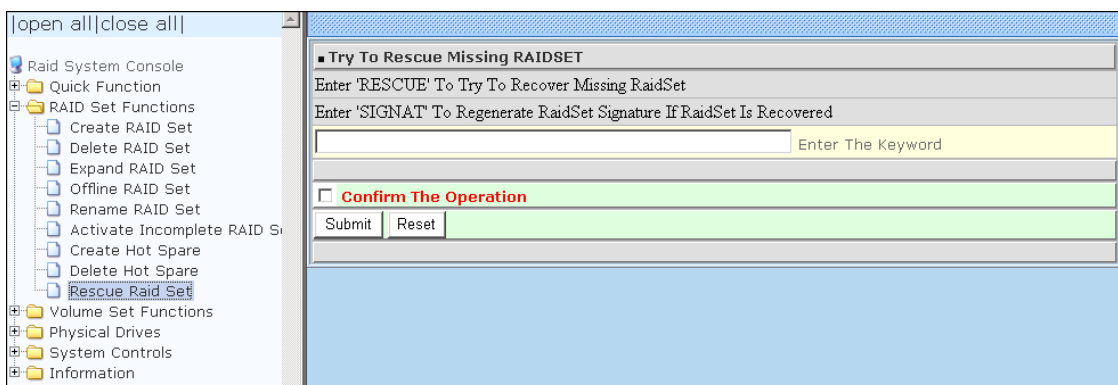 |open all|close all|
Raid System Console
Quick Function
RAID Set Functions
Create RAID Set
Delete RAID Set
Expand RAID Set
Offline RAID Set
Rename RAID Set
Activate Incomplete RAID S
Create Hot Spare
Delete Hot Spare
Rescue Raid Set
Volume Set Functions
Physical Drives
System Controls
Information
Try To Rescue Missing RAIDSET
Enter 'RESCUE' To Try To Recover Missing RaidSet
Enter 'SIGNAT' To Regenerate RaidSet Signature If RaidSet Is Recovered
Enter The Keyword
Confirm The Operation
Submit Reset